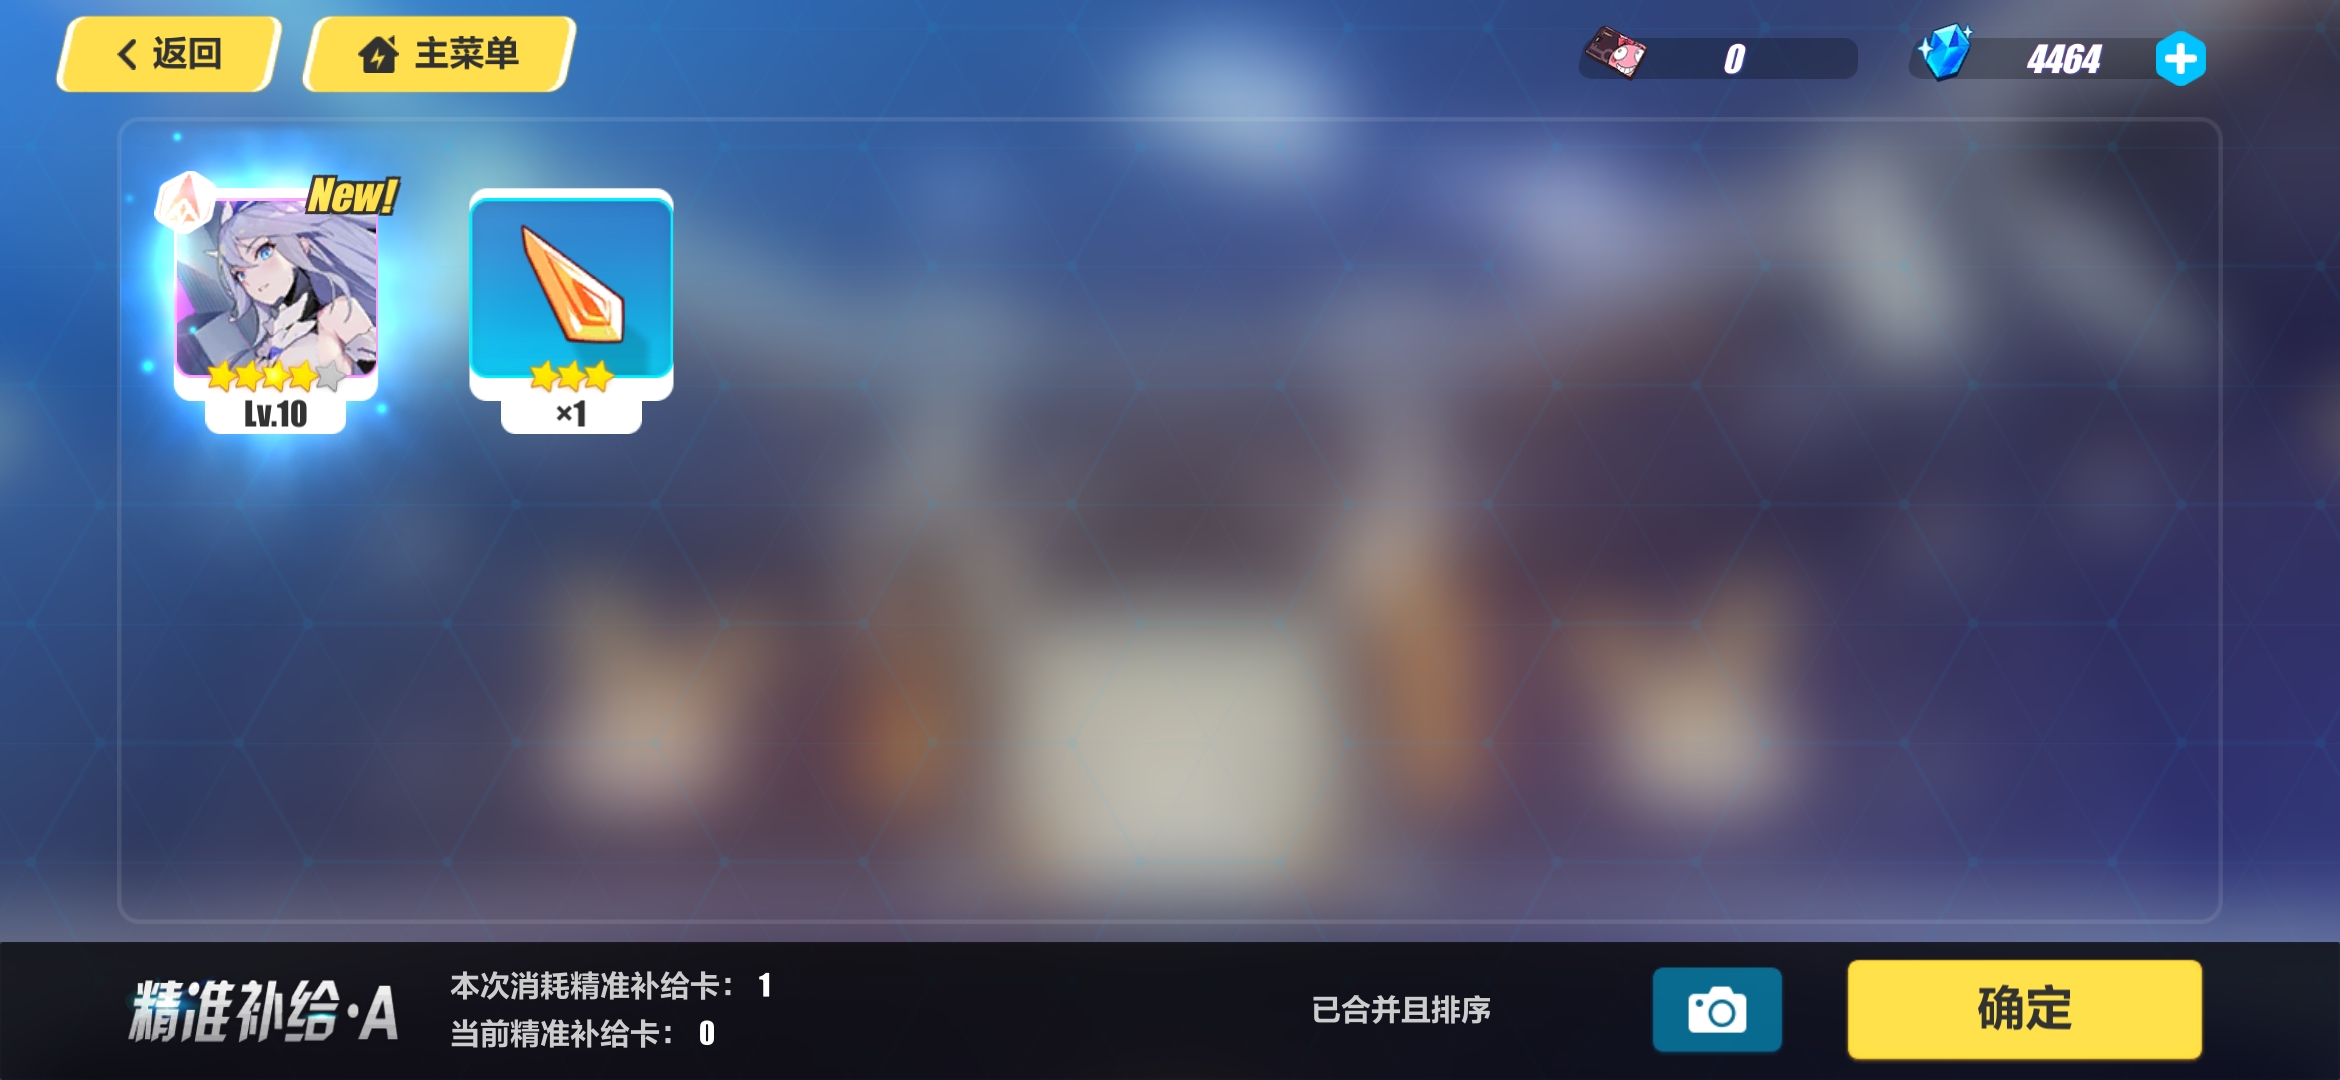 返回
主菜单
0
4464
New!
Lv.10
×1
精准补给·A
本次消耗精准补给卡： 1
当前精准补给卡： 0
已合并且排序
确定